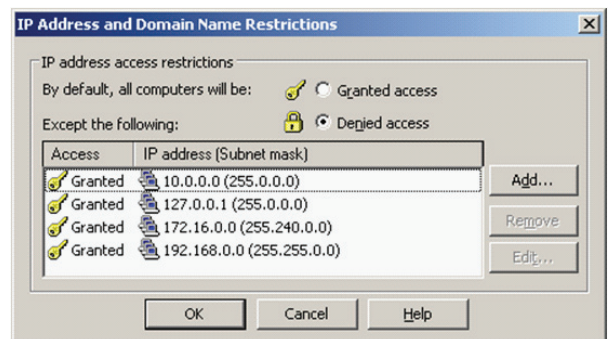 IP Address and Domain Name Restrictions
IP address access restrictions
By default, all computers will be:
Granted access
Except the following:
Denied access
Access IP address (Subnet mask)
Granted 10.0.0.0 (255.0.0.0)
Granted 127.0.0.1 (255.0.0.0)
Granted 172.16.0.0 (255.240.0.0)
Granted 192.168.0.0 (255.255.0.0)
Add...
Remove
Edit...
OK Cancel Help